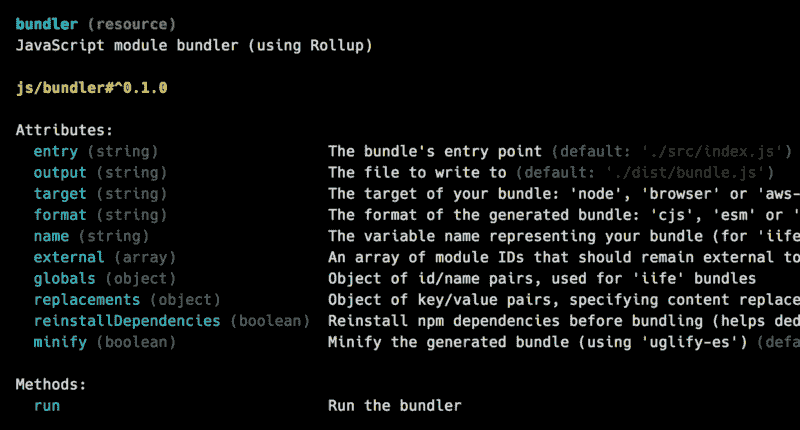 bundler (resource)
JavaScript module bundler (using Rollup)
js/bundler#^0.1.0
Attributes:
entry (string) The bundle's entry point (default: './src/index.js')
output (string) The file to write to (default: './dist/bundle.js')
target (string) The target of your bundle: 'node', 'browser' or 'aws-
format (string) The format of the generated bundle: 'cjs', 'esm' or '
name (string) The variable name representing your bundle (for 'iife
external (array) An array of module IDs that should remain external to
globals (object) Object of id/name pairs, used for 'iife' bundles
replacements (object) Object of key/value pairs, specifying content replace
reinstallDependencies (boolean) Reinstall npm dependencies before bundling (helps ded
minify (boolean) Minify the generated bundle (using 'uglify-es') (defa
Methods:
run Run the bundler